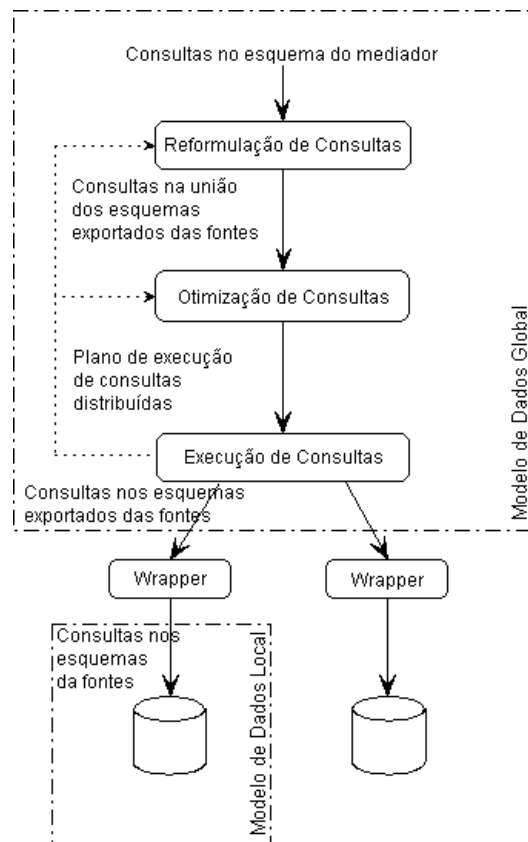 Consultas no esquema do mediador
Reformulação de Consultas
Consultas na união
dos esquemas
exportados das fontes
Otimização de Consultas
Plano de execução
de consultas
distribuídas
Modelo de Dados Global
Execução de Consultas
Consultas nos esquemas
exportados das fontes
Wrapper
Wrapper
Consultas nos
esquemas
da fontes
Modelo de Dados Local